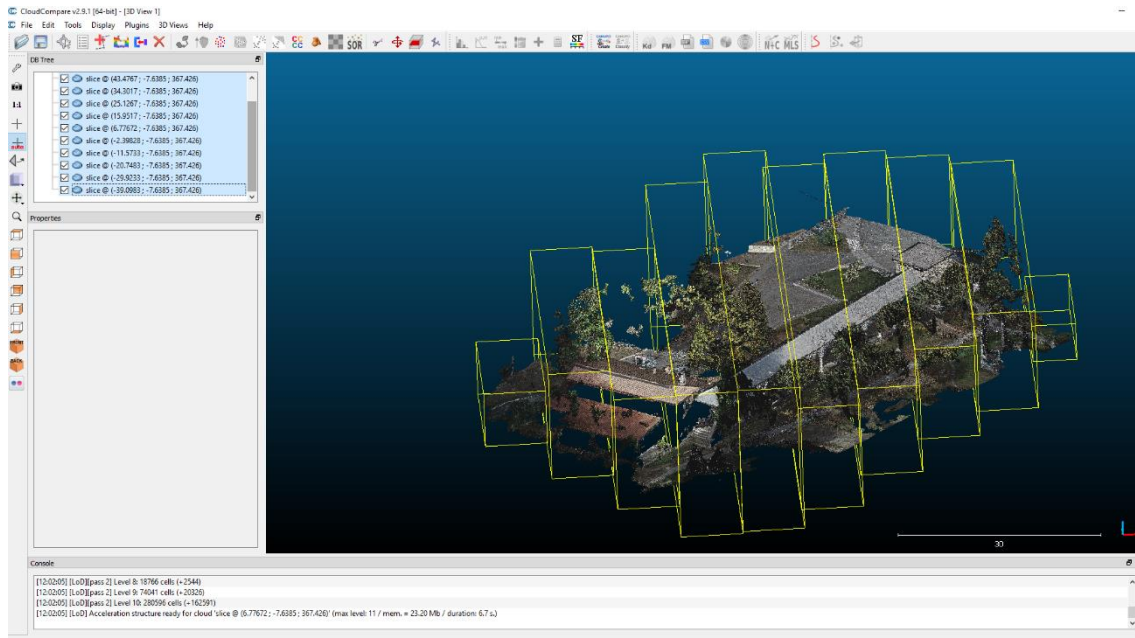 CloudCompare v2.9.1 [64-bit] - [3D View 1]
File Edit Tools Display Plugins 3D Views Help
SOR SF Kd FM N+C MLS S
DB Tree
slice @ (43.4767 ; -7.6385 ; 367.426)
slice @ (34.3017 ; -7.6385 ; 367.426)
slice @ (25.1267 ; -7.6385 ; 367.426)
slice @ (15.9517 ; -7.6385 ; 367.426)
slice @ (6.77672 ; -7.6385 ; 367.426)
slice @ (-2.39828 ; -7.6385 ; 367.426)
slice @ (-11.5733 ; -7.6385 ; 367.426)
slice @ (-20.7483 ; -7.6385 ; 367.426)
slice @ (-29.9233 ; -7.6385 ; 367.426)
slice @ (-39.0983 ; -7.6385 ; 367.426)
1:1
Properties
30
Console
[12:02:05] [LoD][pass 2] Level 8: 18766 cells (+2544)
[12:02:05] [LoD][pass 2] Level 9: 74041 cells (+20326)
[12:02:05] [LoD][pass 2] Level 10: 280596 cells (+162591)
[12:02:05] [LoD] Acceleration structure ready for cloud 'slice @ (6.77672 ; -7.6385 ; 367.426)' (max level: 11 / mem. = 23.20 Mb / duration: 6.7 s.)